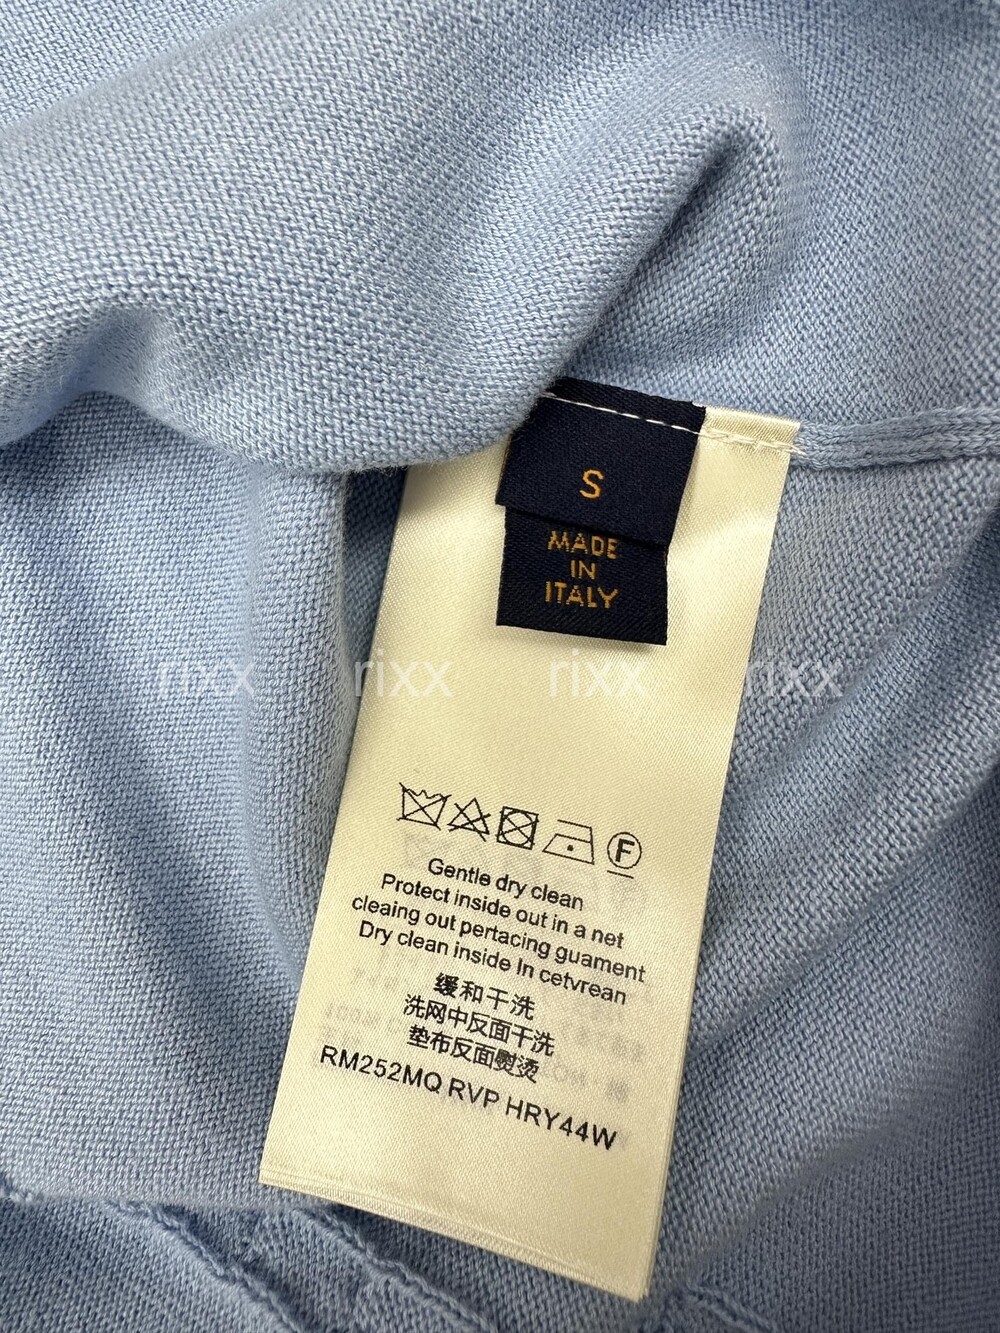 S
MADE
IN
ITALY
rixx rixx rixx rixx
F
Gentle dry clean
Protect inside out in a net
cleaing out pertacing guament
Dry clean inside In cetvrean
缓和干洗
洗网中反面干洗
垫布反面熨烫
RM252MQ RVP HRY44W